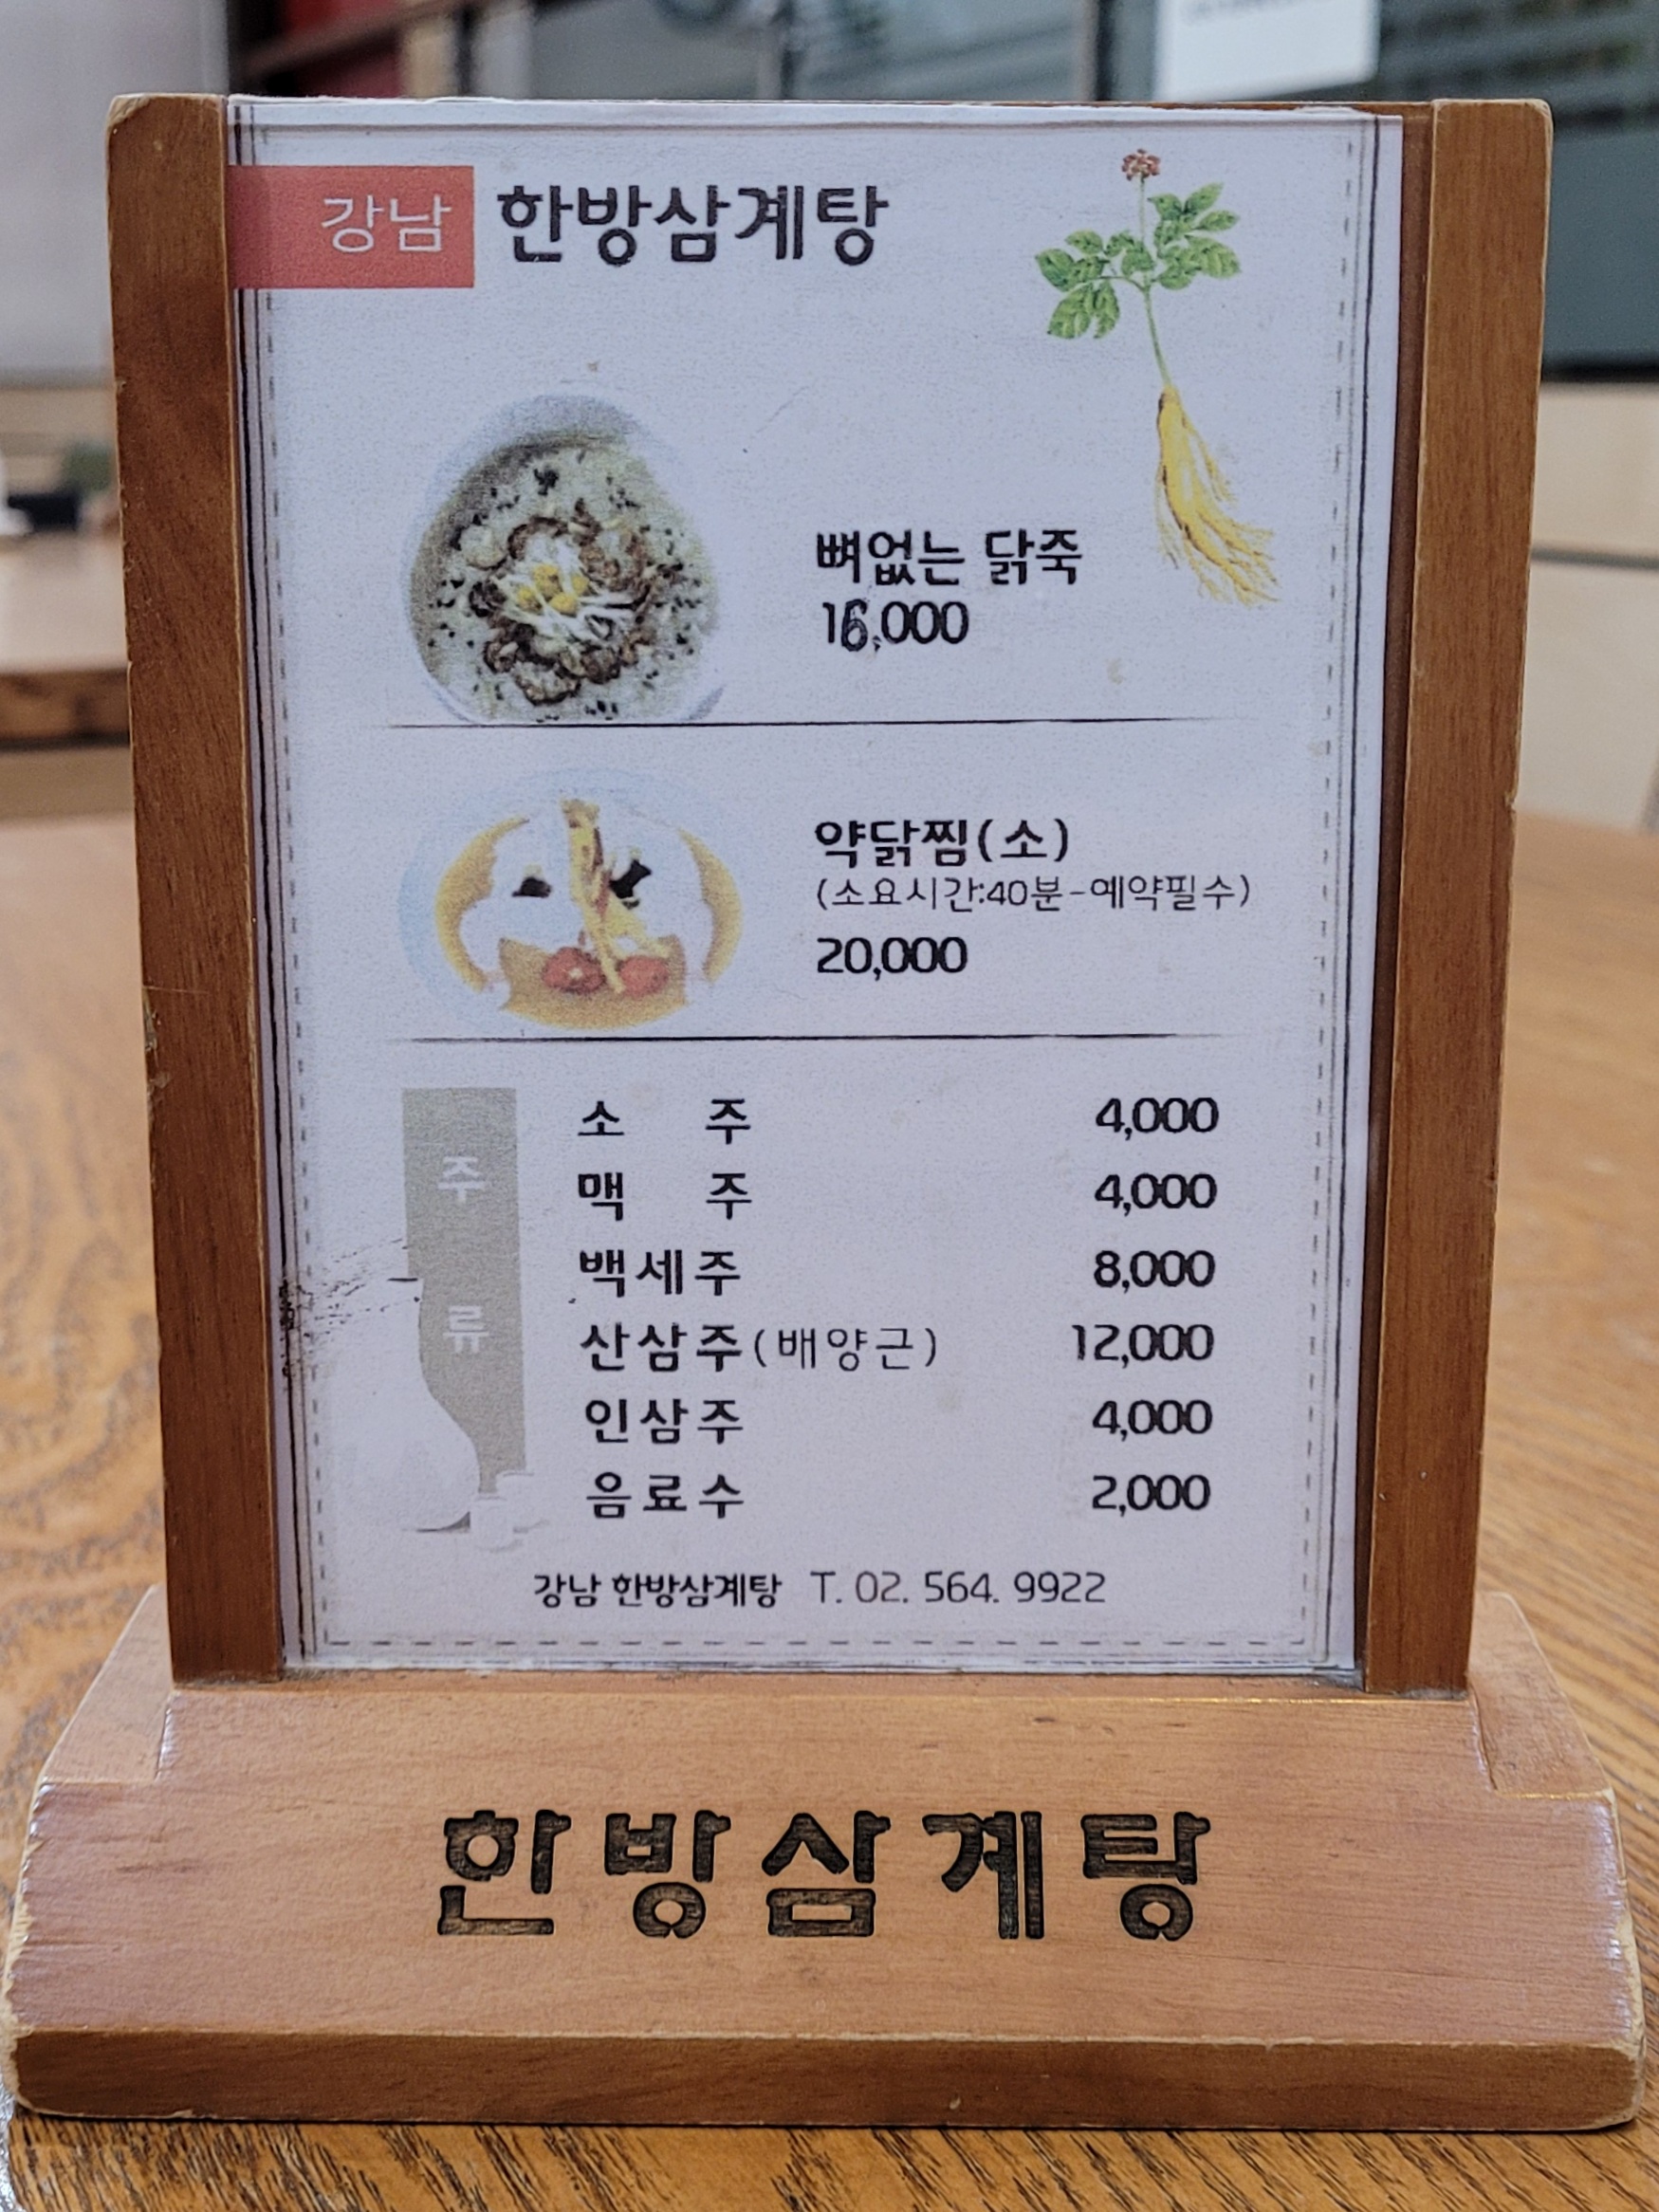 강남 한방삼계탕
뼈없는 닭죽
16,000
약닭찜(소)
(소요시간:40분-예약필수)
20,000
주류
소 주 4,000
맥 주 4,000
백세주 8,000
산삼주(배양근) 12,000
인삼주 4,000
음료수 2,000
강남 한방삼계탕 T. 02. 564. 9922
한방삼계탕